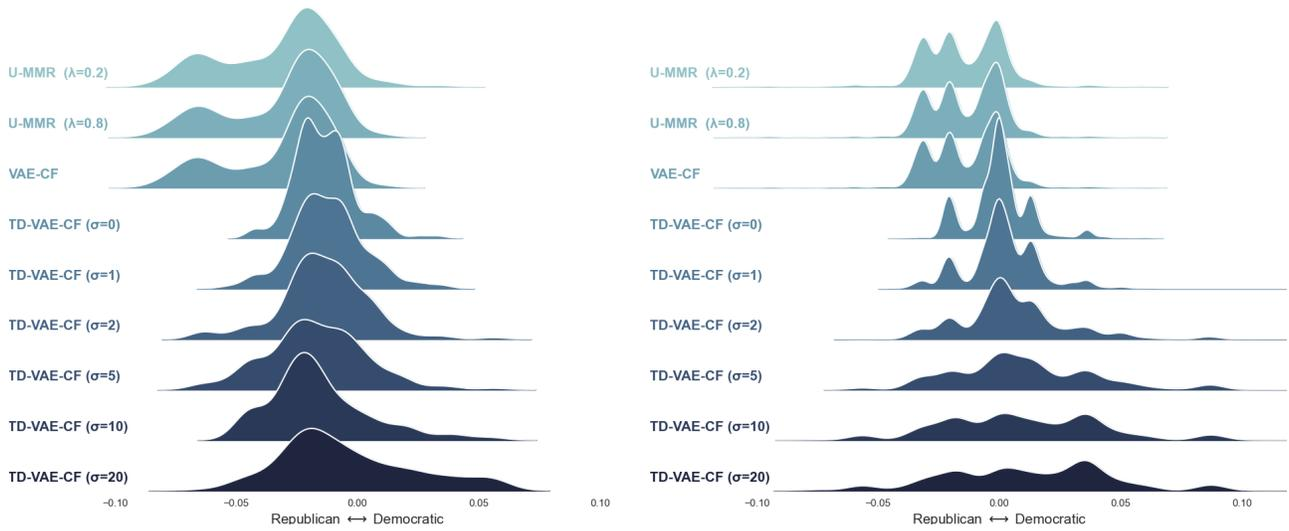 U-MMR (λ=0.2)
U-MMR (λ=0.8)
VAE-CF
TD-VAE-CF (σ=0)
TD-VAE-CF (σ=1)
TD-VAE-CF (σ=2)
TD-VAE-CF (σ=5)
TD-VAE-CF (σ=10)
TD-VAE-CF (σ=20)
−0.10 −0.05 0.00 0.05 0.10
Republican ⟷ Democratic
U-MMR (λ=0.2)
U-MMR (λ=0.8)
VAE-CF
TD-VAE-CF (σ=0)
TD-VAE-CF (σ=1)
TD-VAE-CF (σ=2)
TD-VAE-CF (σ=5)
TD-VAE-CF (σ=10)
TD-VAE-CF (σ=20)
−0.10 −0.05 0.00 0.05 0.10
Republican ⟷ Democratic